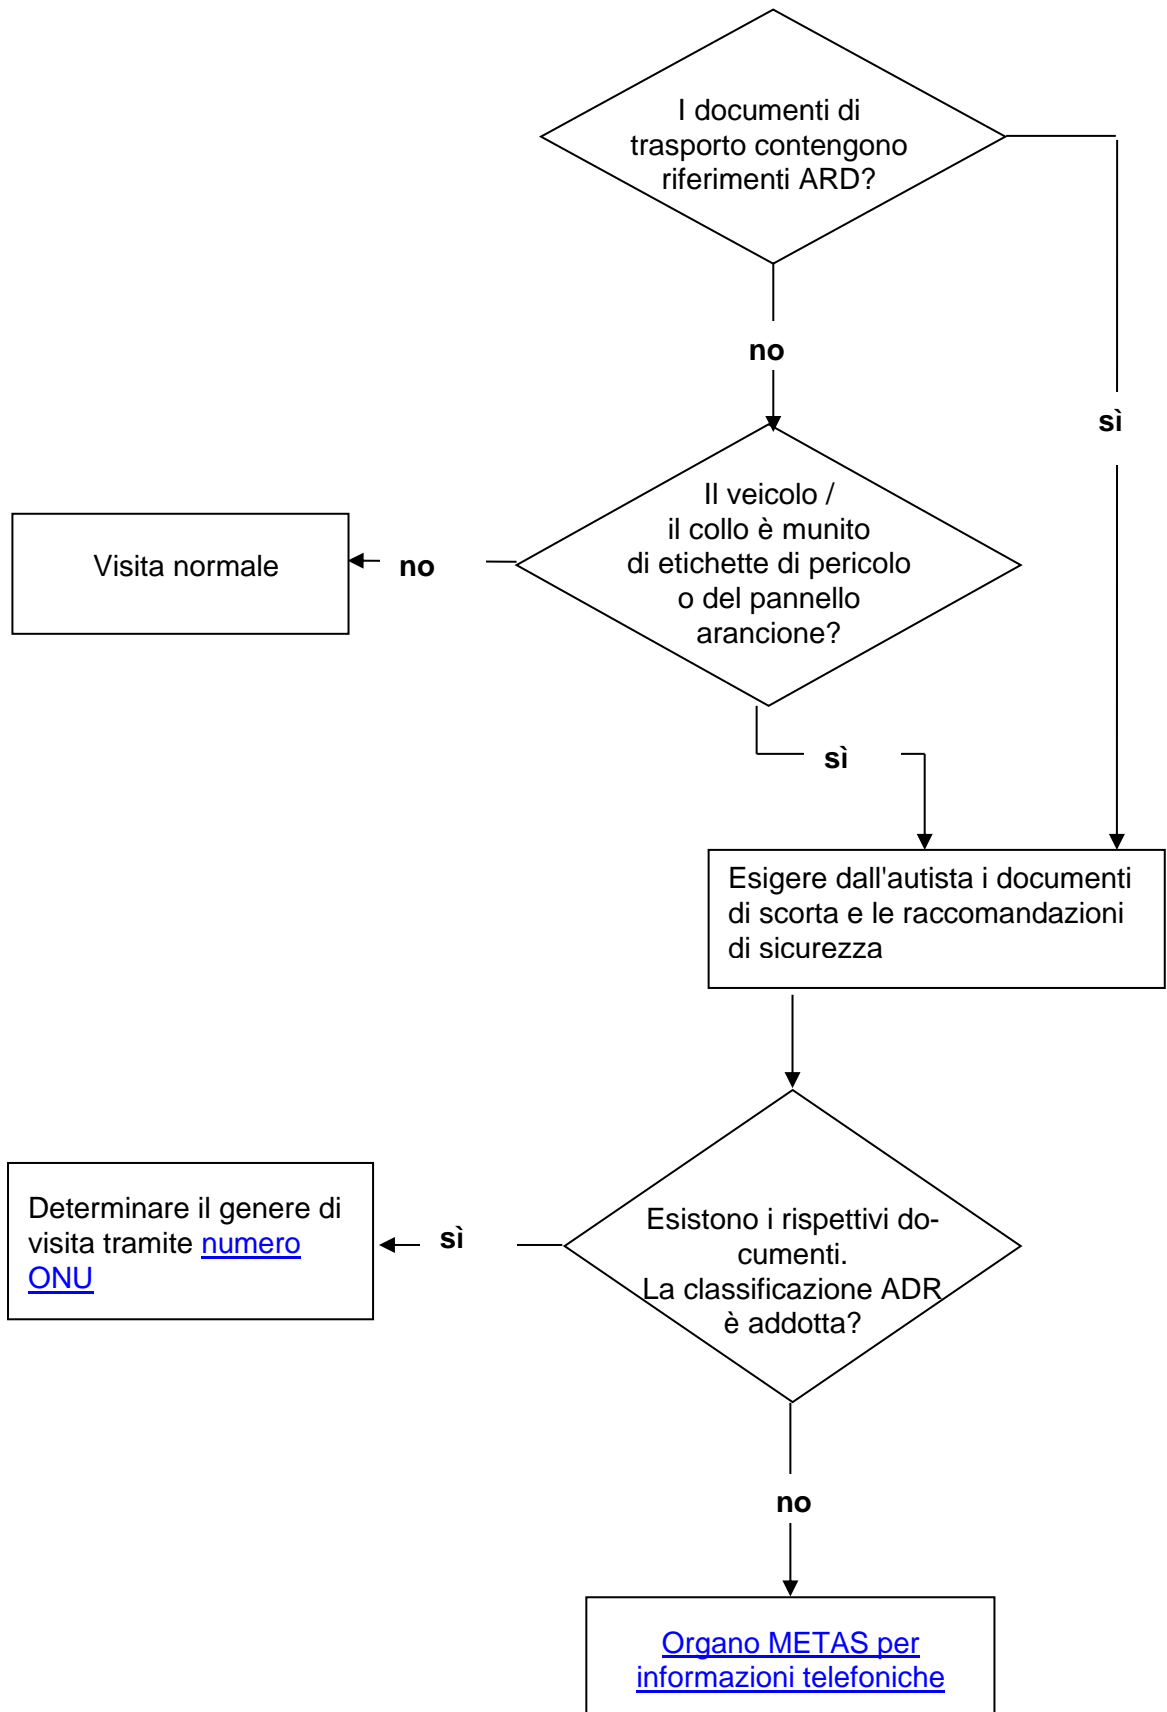 I documenti di
trasporto contengono
riferimenti ARD?
no
sì
Il veicolo /
il collo è munito
di etichette di pericolo
o del pannello
arancione?
no
Visita normale
sì
Esigere dall'autista i documenti
di scorta e le raccomandazioni
di sicurezza
Esistono i rispettivi do-
cumenti.
La classificazione ADR
è addotta?
sì
Determinare il genere di
visita tramite numero
ONU
no
Organo METAS per
informazioni telefoniche